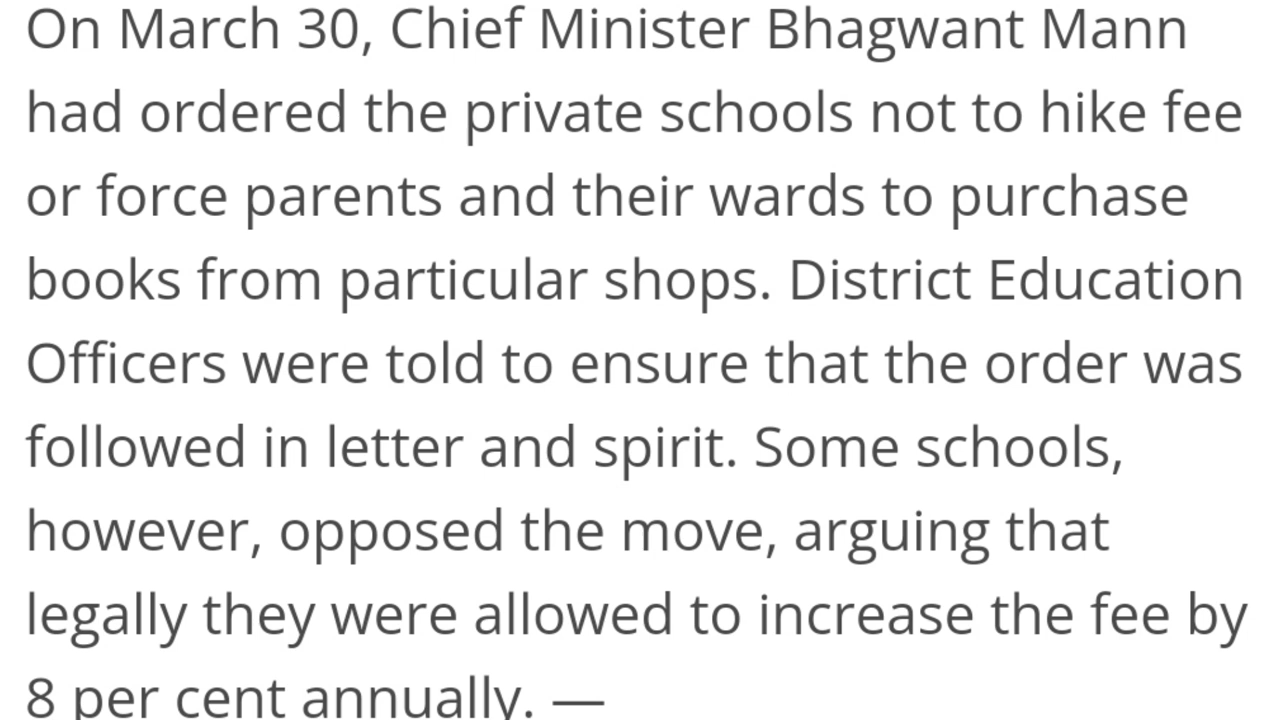 On March 30, Chief Minister Bhagwant Mann
had ordered the private schools not to hike fee
or force parents and their wards to purchase
books from particular shops. District Education
Officers were told to ensure that the order was
followed in letter and spirit. Some schools,
however, opposed the move, arguing that
legally they were allowed to increase the fee by
8 per cent annually. —